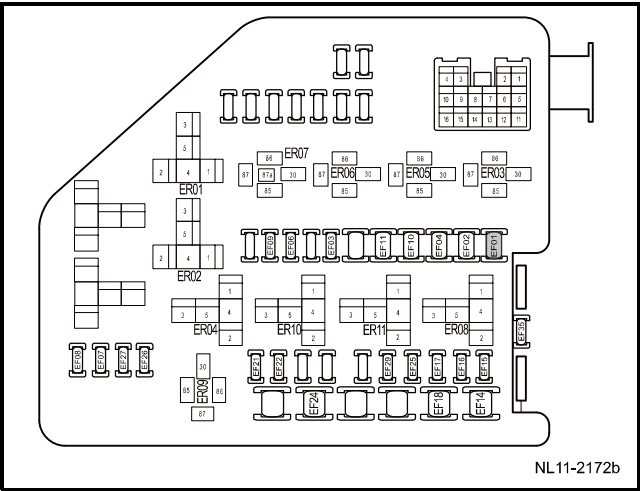 4 3 2 1
10 9 8 7 6 5
16 15 14 13 12 11
3
5
2 4 1
ER01
86
ER07
87 87a 30
85
86
87 30
ER06
85
86
87 30
ER05
85
86
87 30
ER03
85
3
5
2 4 1
ER02
EF09 EF06 EF03 EF11 EF10 EF04 EF02 EF01
1
3 5 4
ER04 2
1
3 5 4
ER10 2
1
3 5 4
ER11 2
1
3 5 4
ER08 2
EF35
EF08 EF07 EF27 EF26
EF21 EF22 EF29 EF25 EF17 EF16 EF15
30
85 ER09 86
87
EF24 EF18 EF14
NL11-2172b